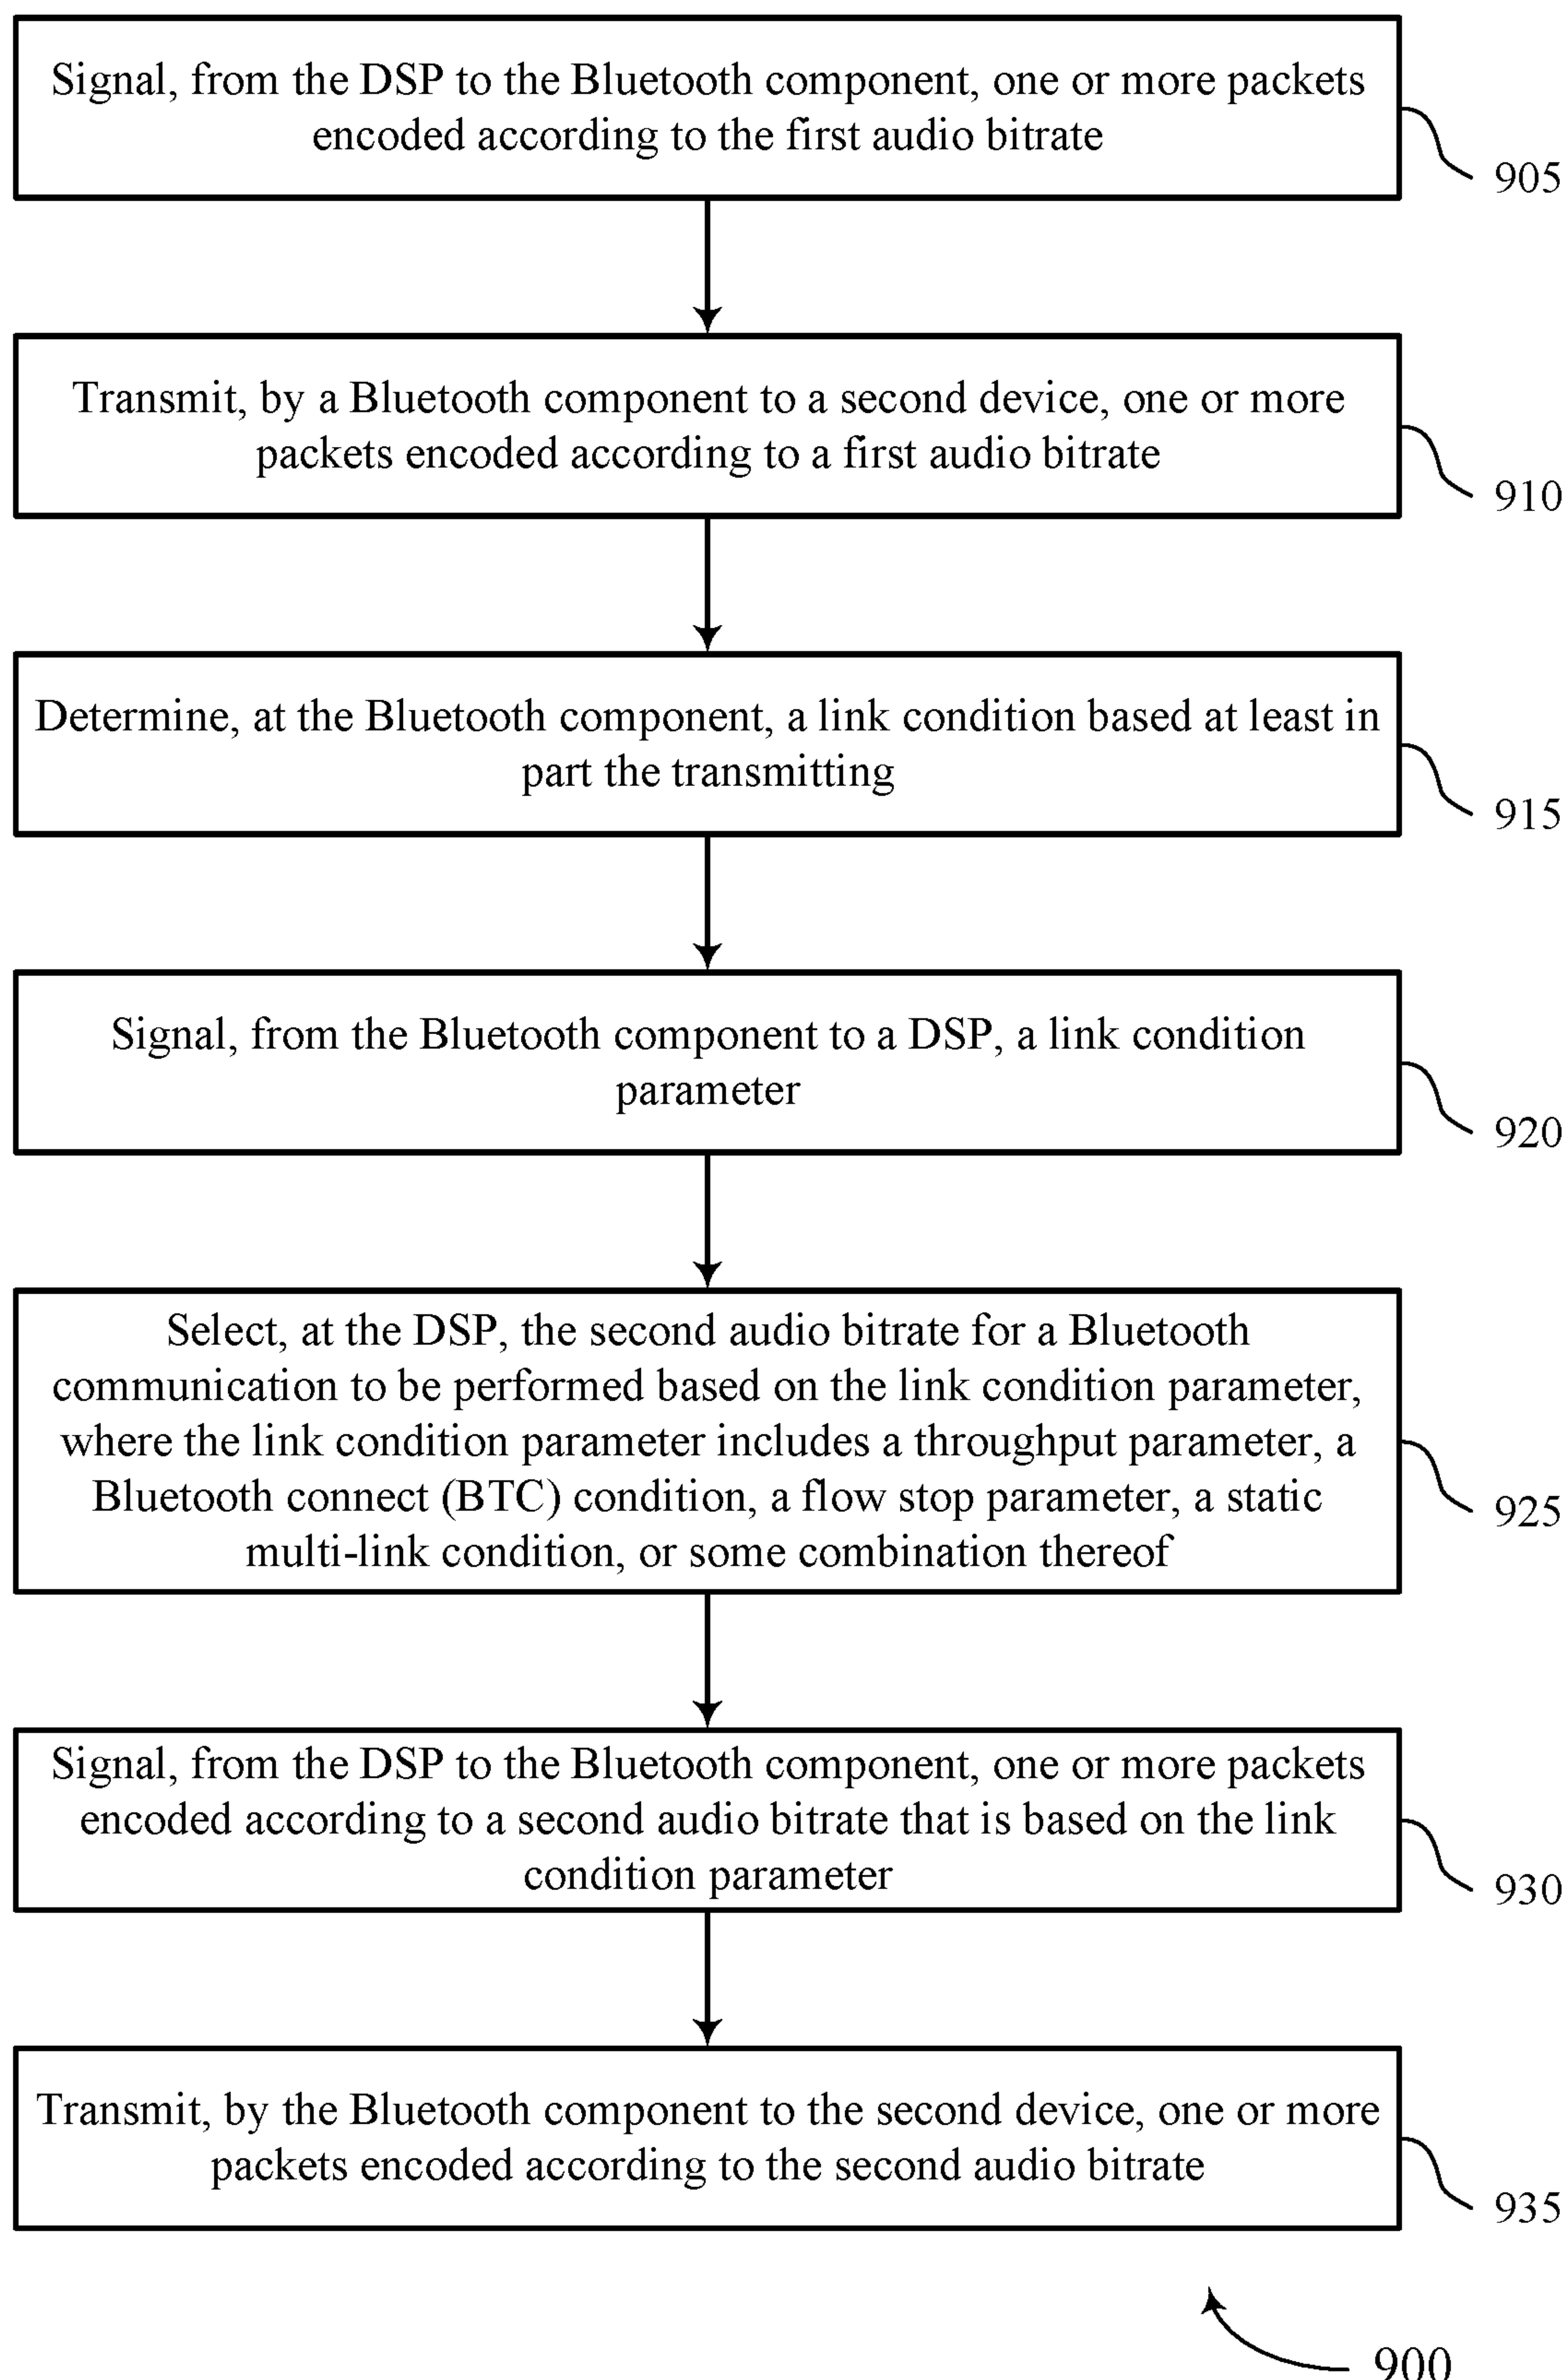 Signal, from the DSP to the Bluetooth component, one or more packets
encoded according to the first audio bitrate
905
Transmit, by a Bluetooth component to a second device, one or more
packets encoded according to a first audio bitrate
910
Determine, at the Bluetooth component, a link condition based at least in
part the transmitting
915
Signal, from the Bluetooth component to a DSP, a link condition
parameter
920
Select, at the DSP, the second audio bitrate for a Bluetooth
communication to be performed based on the link condition parameter,
where the link condition parameter includes a throughput parameter, a
Bluetooth connect (BTC) condition, a flow stop parameter, a static
multi-link condition, or some combination thereof
925
Signal, from the DSP to the Bluetooth component, one or more packets
encoded according to a second audio bitrate that is based on the link
condition parameter
930
Transmit, by the Bluetooth component to the second device, one or more
packets encoded according to the second audio bitrate
935
900